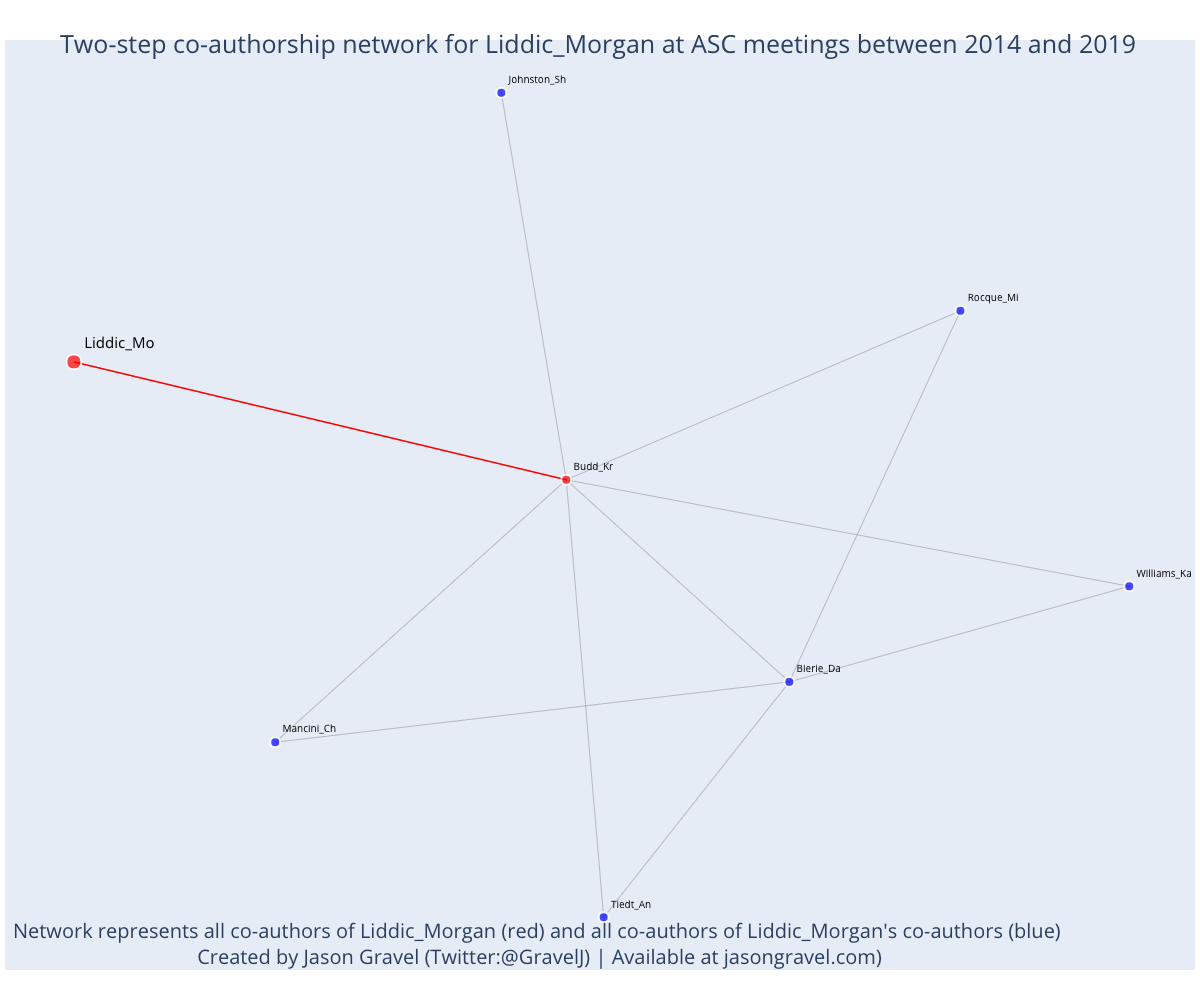 Two-step co-authorship network for Liddic_Morgan at ASC meetings between 2014 and 2019
Johnston_Sh
Rocque_Mi
Liddic_Mo
Budd_Kr
Williams_Ka
Bierie_Da
Mancini_Ch
Tiedt_An
Network represents all co-authors of Liddic_Morgan (red) and all co-authors of Liddic_Morgan's co-authors (blue)
Created by Jason Gravel (Twitter:@GravelJ) | Available at jasongravel.com)